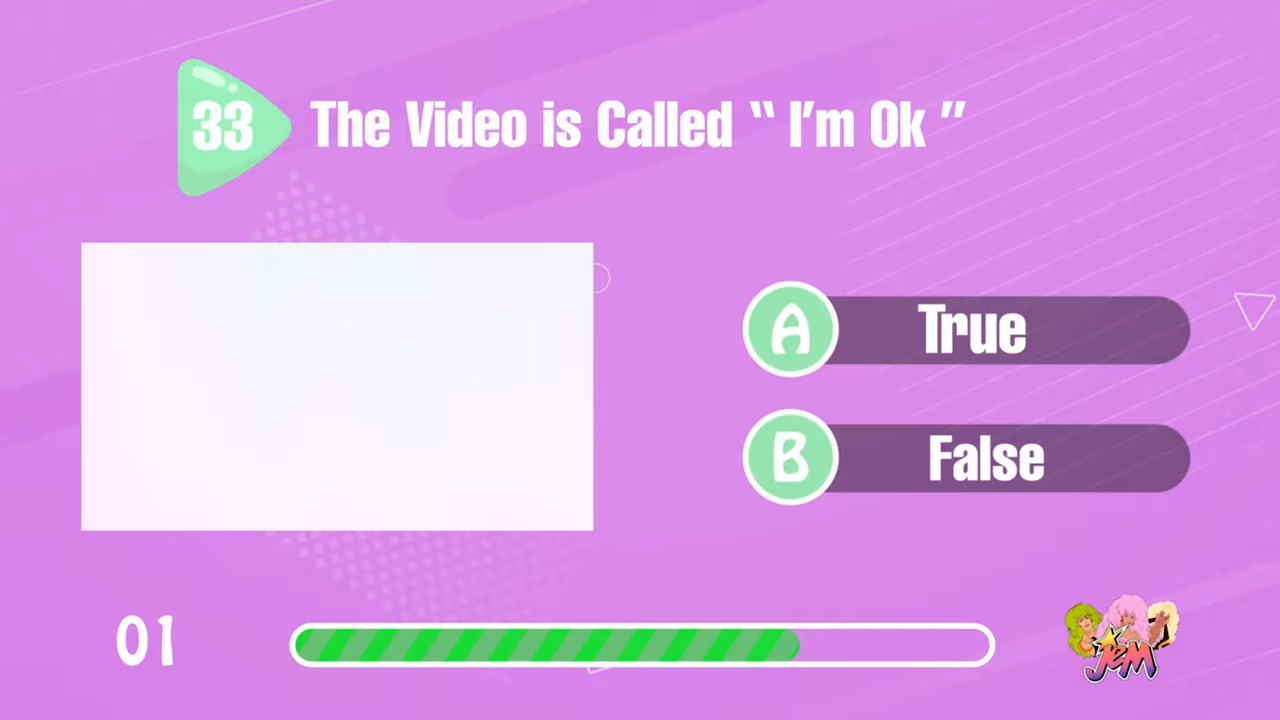 33
The Video is Called “ I'm Ok ”
A True
B False
01
JEM